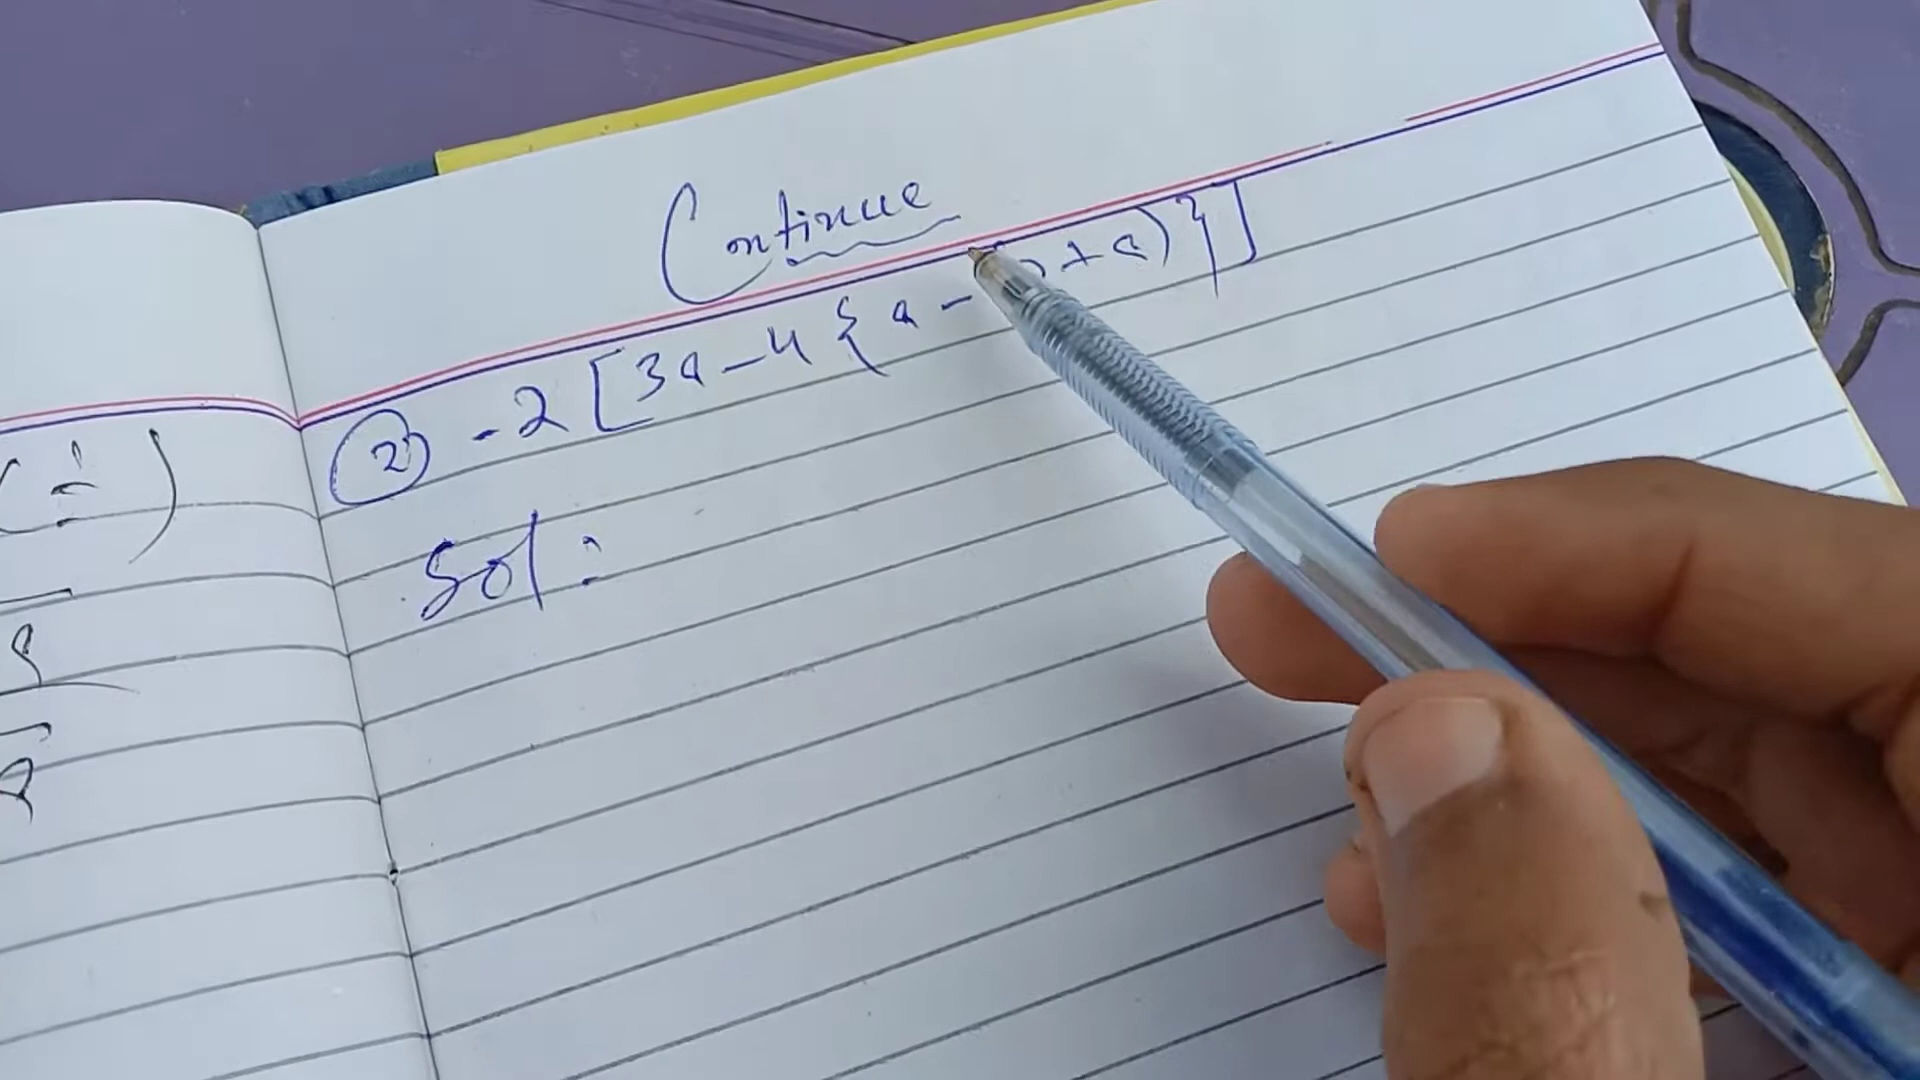 Continue
② - 2 [3a - 4 { a - + a ) } ]
Sol :
( ÷ )